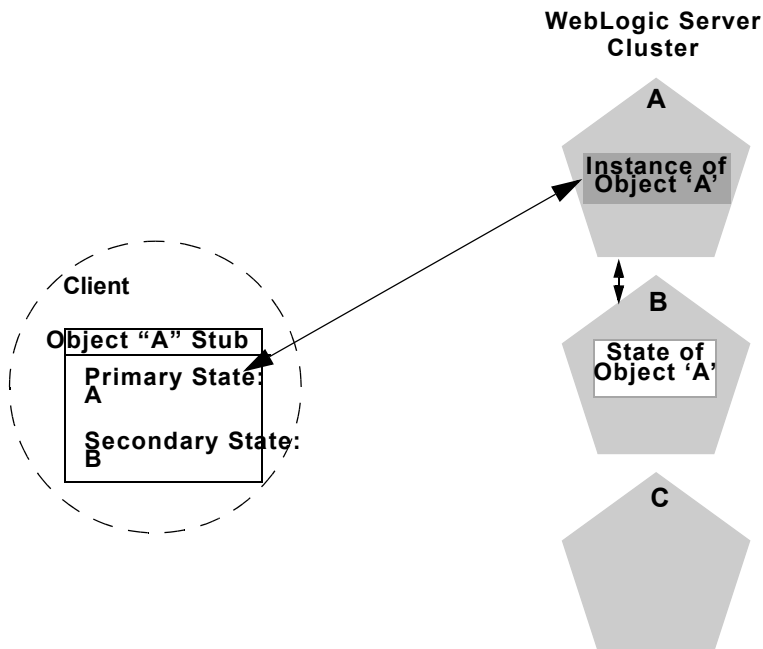 WebLogic Server
Cluster
A
Instance of
Object ‘A’
Client
Object “A” Stub
Primary State:
A
Secondary State:
B
B
State of
Object ‘A’
C